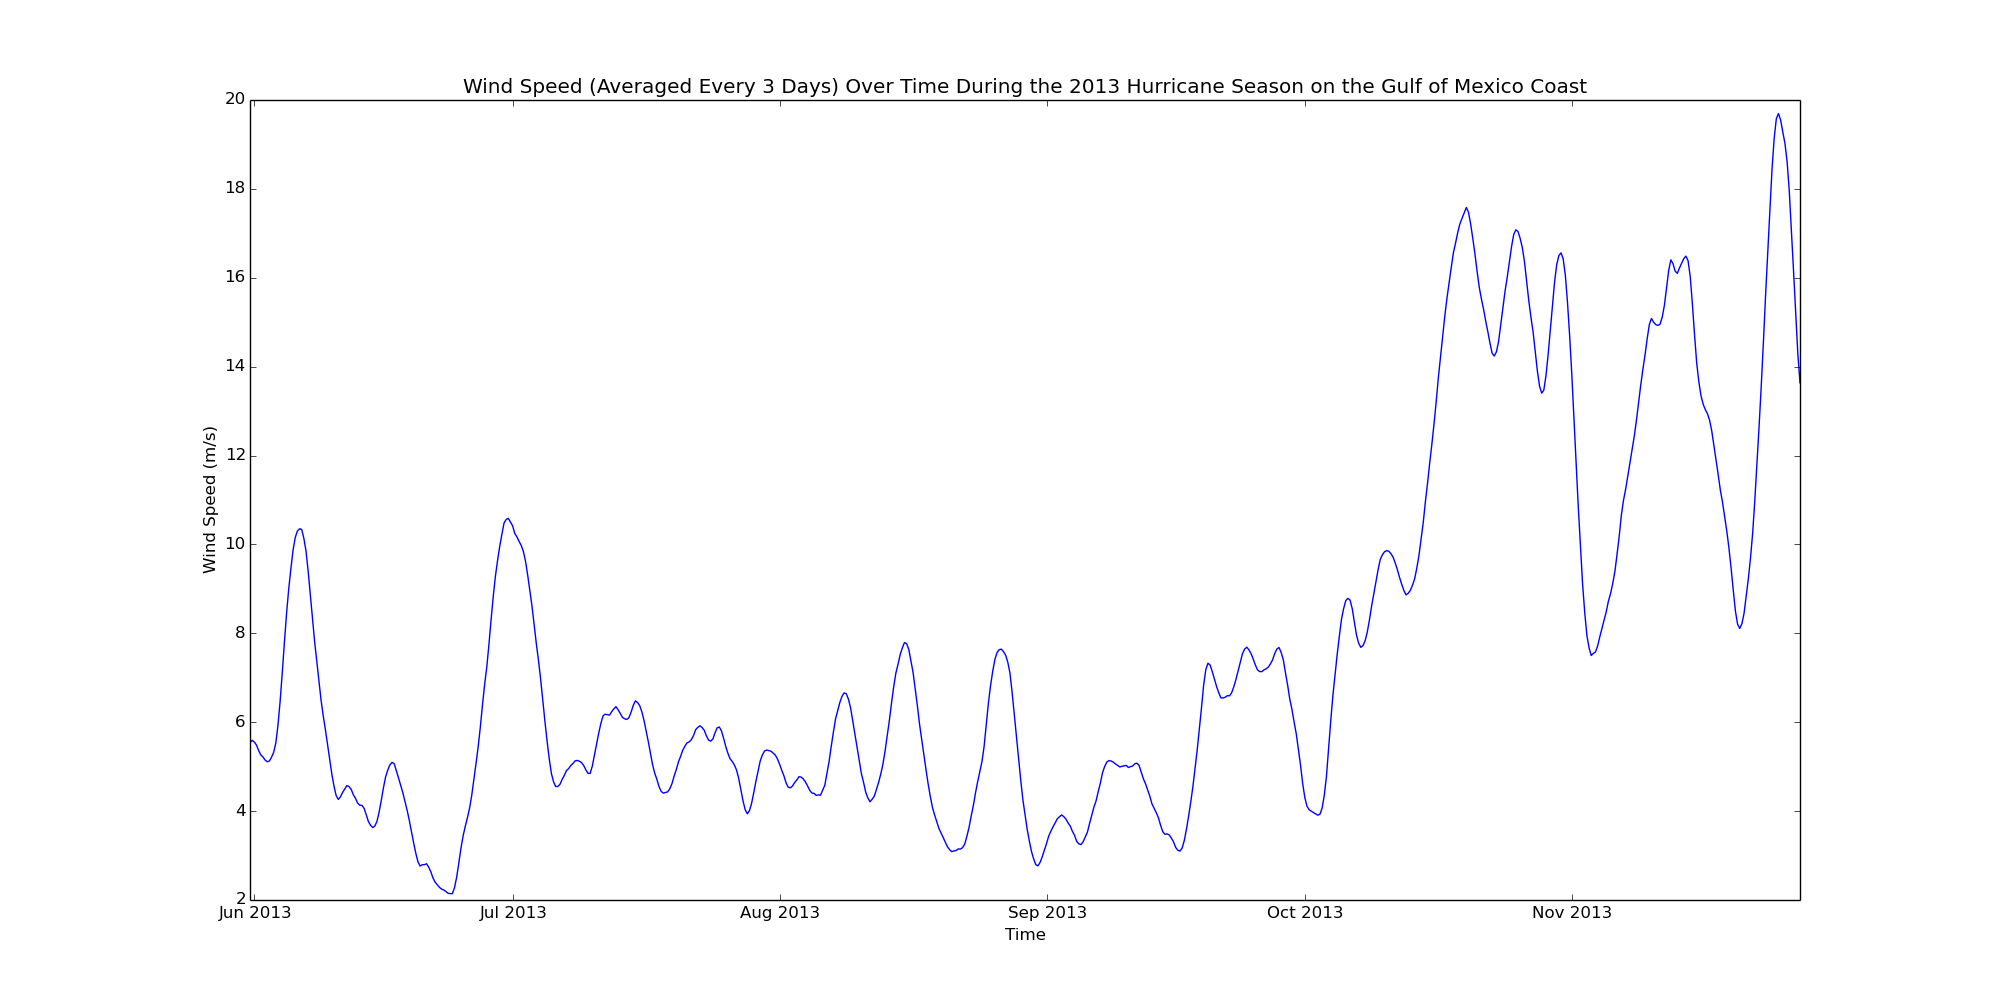 Wind Speed (Averaged Every 3 Days) Over Time During the 2013 Hurricane Season on the Gulf of Mexico Coast
20
18
16
14
12
10
8
6
4
2
Wind Speed (m/s)
Jun 2013 Jul 2013 Aug 2013 Sep 2013 Oct 2013 Nov 2013
Time